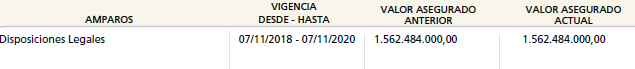 AMPAROS
VIGENCIA
DESDE - HASTA
VALOR ASEGURADO
ANTERIOR
VALOR ASEGURADO
ACTUAL
Disposiciones Legales
07/11/2018 - 07/11/2020
1.562.484.000,00
1.562.484.000,00